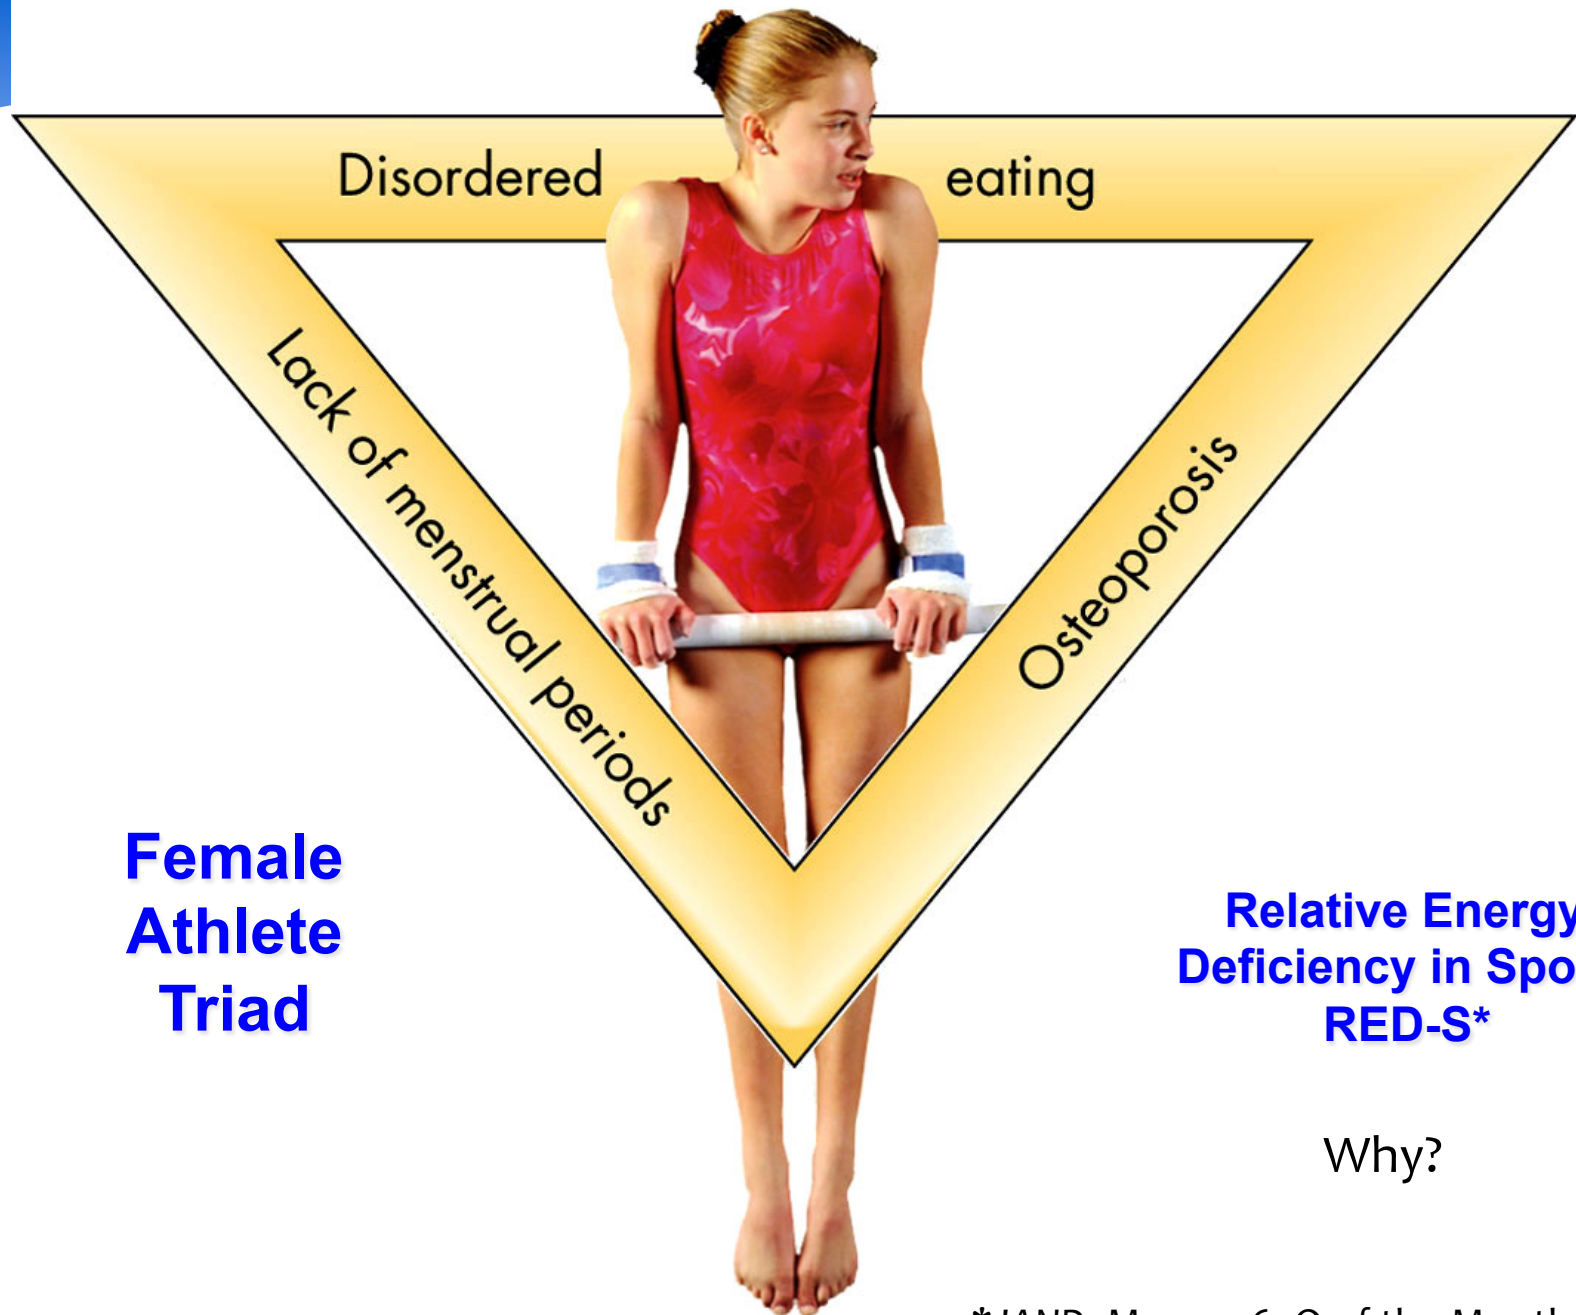 Disordered eating
Lack of menstrual periods
Osteoporosis
Female
Athlete
Triad
Relative Energy
Deficiency in Spo
RED-S*
Why?